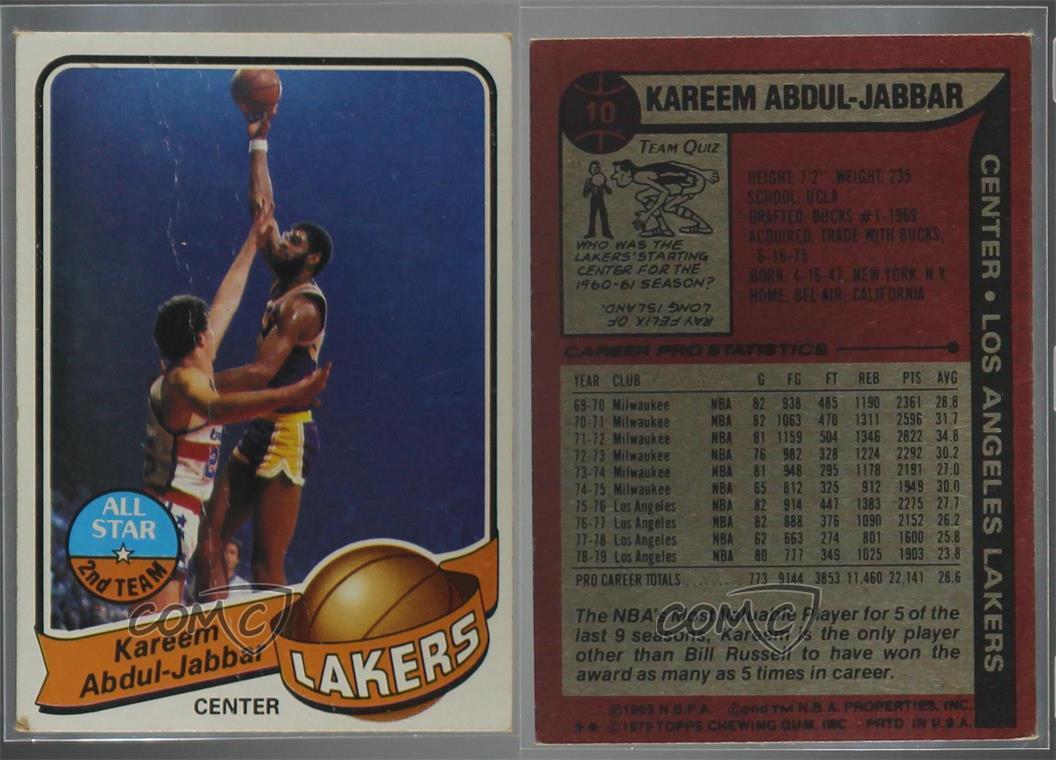 ALL
STAR
2nd TEAM
Kareem
Abdul-Jabbar
LAKERS
CENTER
COMC
10
KAREEM ABDUL-JABBAR
TEAM QUIZ
WHO WAS THE
LAKERS' STARTING
CENTER FOR THE
1960-61 SEASON?
RAY FELIX OF
LONG ISLAND.
HEIGHT: 7'2" WEIGHT: 235
SCHOOL: UCLA
DRAFTED: BUCKS #1-1969
ACQUIRED: TRADE WITH BUCKS,
6-16-75
BORN: 4-16-47, NEW YORK, N.Y.
HOME: BEL AIR, CALIFORNIA
CENTER • LOS ANGELES LAKERS
CAREER PRO STATISTICS
YEAR CLUB G FG FT REB PTS AVG
69-70 Milwaukee NBA 82 938 485 1190 2361 28.8
70-71 Milwaukee NBA 82 1063 470 1311 2596 31.7
71-72 Milwaukee NBA 81 1159 504 1346 2822 34.8
72-73 Milwaukee NBA 76 982 328 1224 2292 30.2
73-74 Milwaukee NBA 81 948 295 1178 2191 27.0
74-75 Milwaukee NBA 65 812 325 912 1949 30.0
75-76 Los Angeles NBA 82 914 447 1383 2275 27.7
76-77 Los Angeles NBA 82 888 376 1090 2152 26.2
77-78 Los Angeles NBA 62 663 274 801 1600 25.8
78-79 Los Angeles NBA 80 777 349 1025 1903 23.8
PRO CAREER TOTALS ......... 773 9144 3853 11,460 22,141 28.6
The NBA's Most Valuable Player for 5 of the
last 9 seasons, Kareem is the only player
other than Bill Russell to have won the
award as many as 5 times in career.
COMC
©1969 N.B.P.A. ©and TM N.B.A. PROPERTIES, INC.
** ©1979 TOPPS CHEWING GUM, INC. PRTD. IN U.S.A.